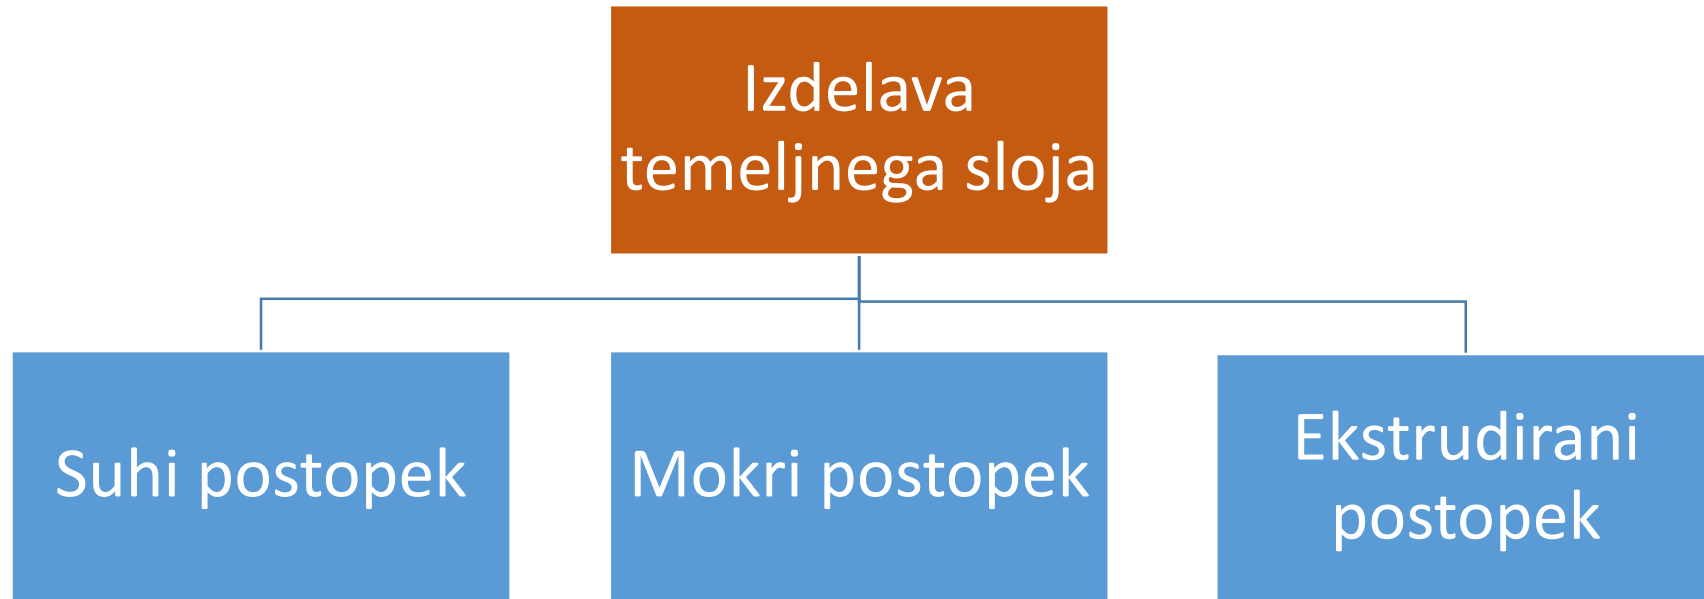 Izdelava
temeljnega sloja
Suhi postopek
Mokri postopek
Ekstrudirani
postopek